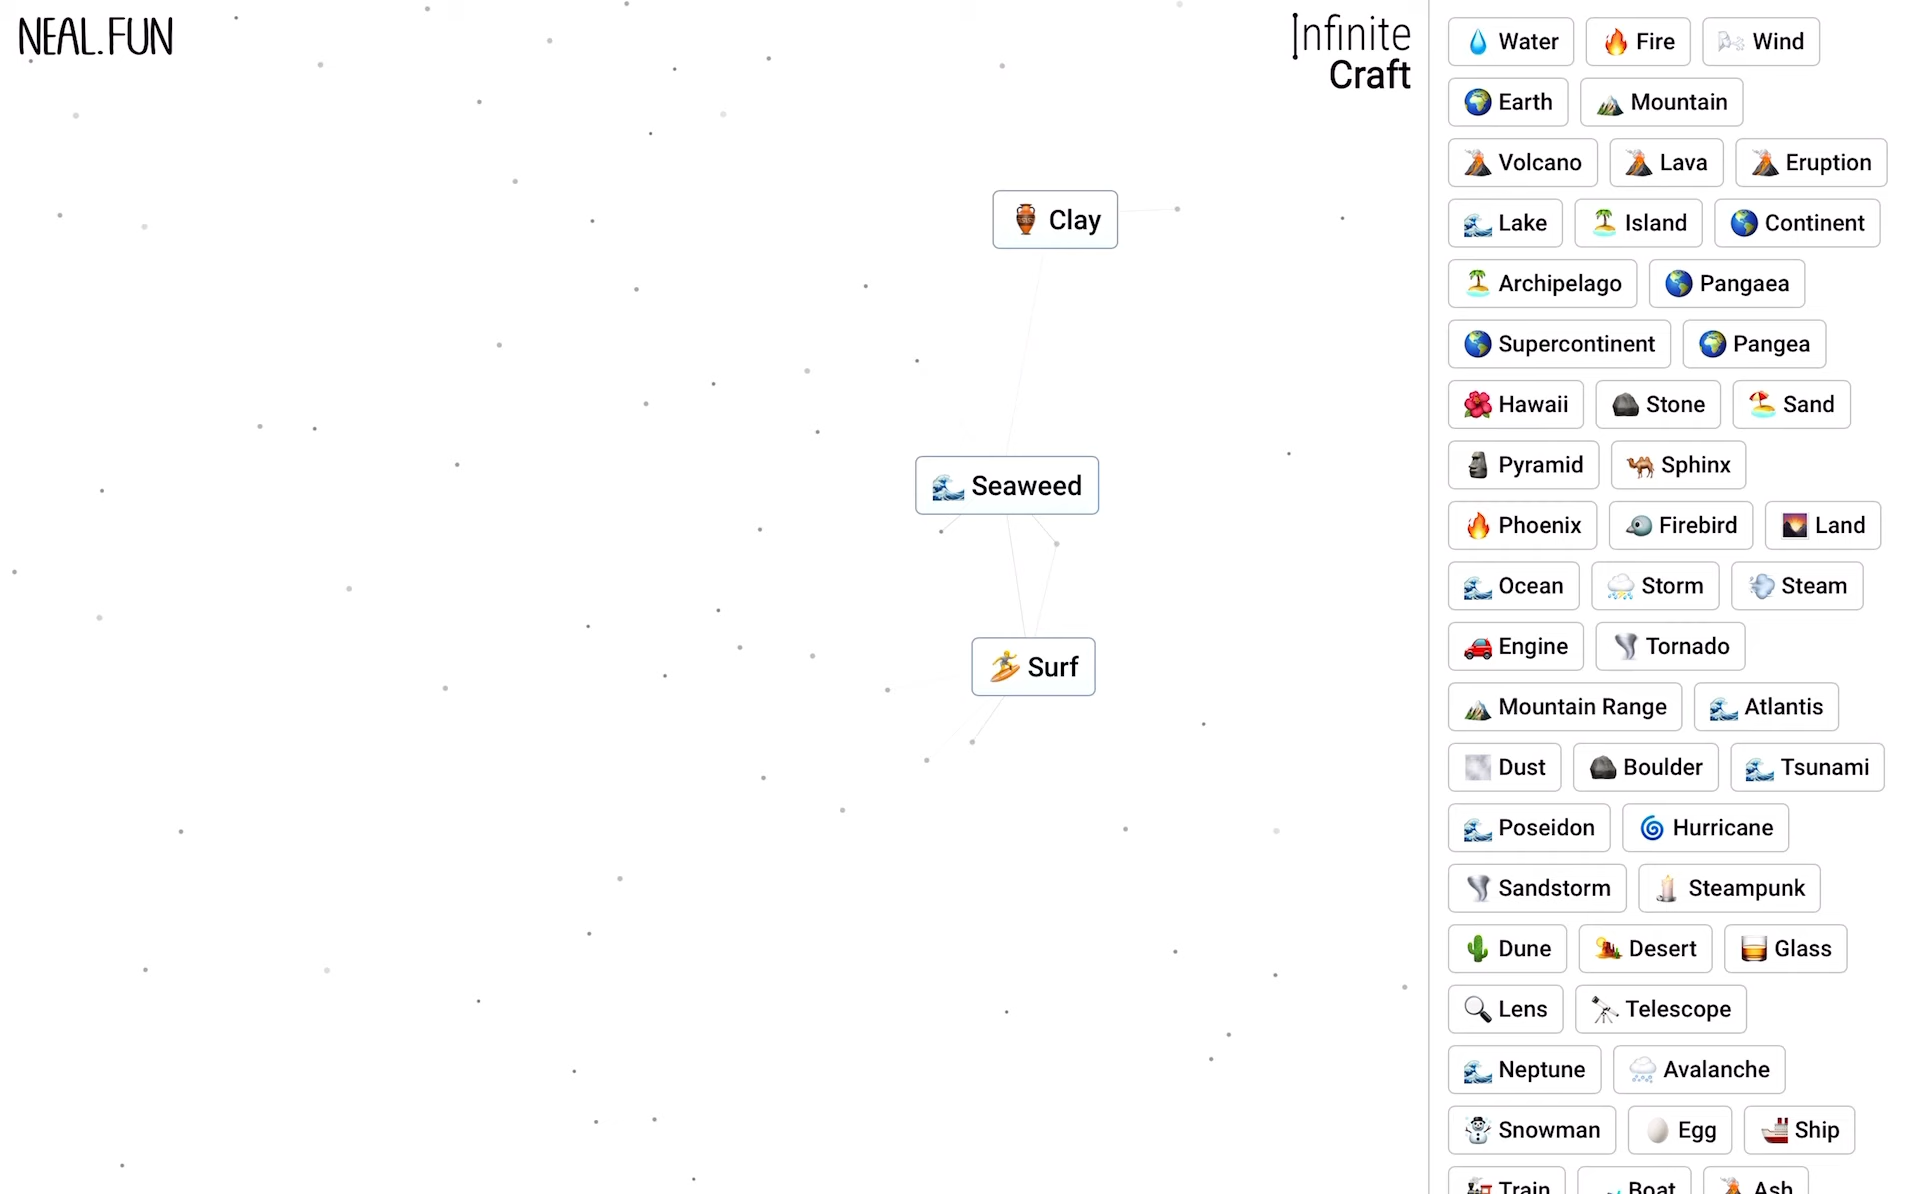 NEAL.FUN
Infinite
Craft
Clay
Seaweed
Surf
Water Fire Wind
Earth Mountain
Volcano Lava Eruption
Lake Island Continent
Archipelago Pangaea
Supercontinent Pangea
Hawaii Stone Sand
Pyramid Sphinx
Phoenix Firebird Land
Ocean Storm Steam
Engine Tornado
Mountain Range Atlantis
Dust Boulder Tsunami
Poseidon Hurricane
Sandstorm Steampunk
Dune Desert Glass
Lens Telescope
Neptune Avalanche
Snowman Egg Ship
Train Boat Ash